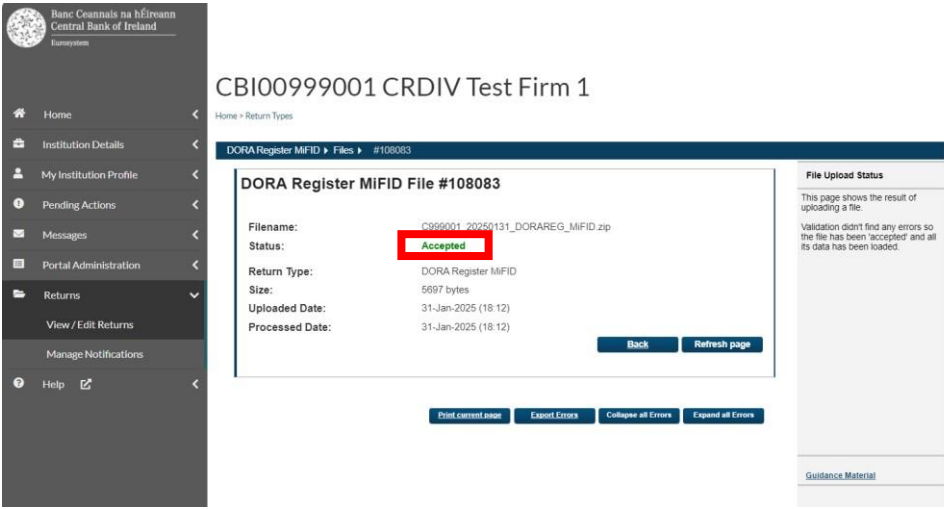 Banc Ceannais na hÉireann
Central Bank of Ireland
Eurosystem
Home
Institution Details
My Institution Profile
Pending Actions
Messages
Portal Administration
Returns
View / Edit Returns
Manage Notifications
Help
CBI00999001 CRDIV Test Firm 1
Home > Return Types
DORA Register MiFID Files #108083
DORA Register MiFID File #108083
Filename: C999001_20250131_DORAREG_MiFID.zip
Status: Accepted
Return Type: DORA Register MiFID
Size: 5697 bytes
Uploaded Date: 31-Jan-2025 (18:12)
Processed Date: 31-Jan-2025 (18:12)
Back Refresh page
Print current page Export Errors Collapse all Errors Expand all Errors
File Upload Status
This page shows the result of
uploading a file.
Validation didn't find any errors so
the file has been 'accepted' and all
its data has been loaded.
Guidance Material